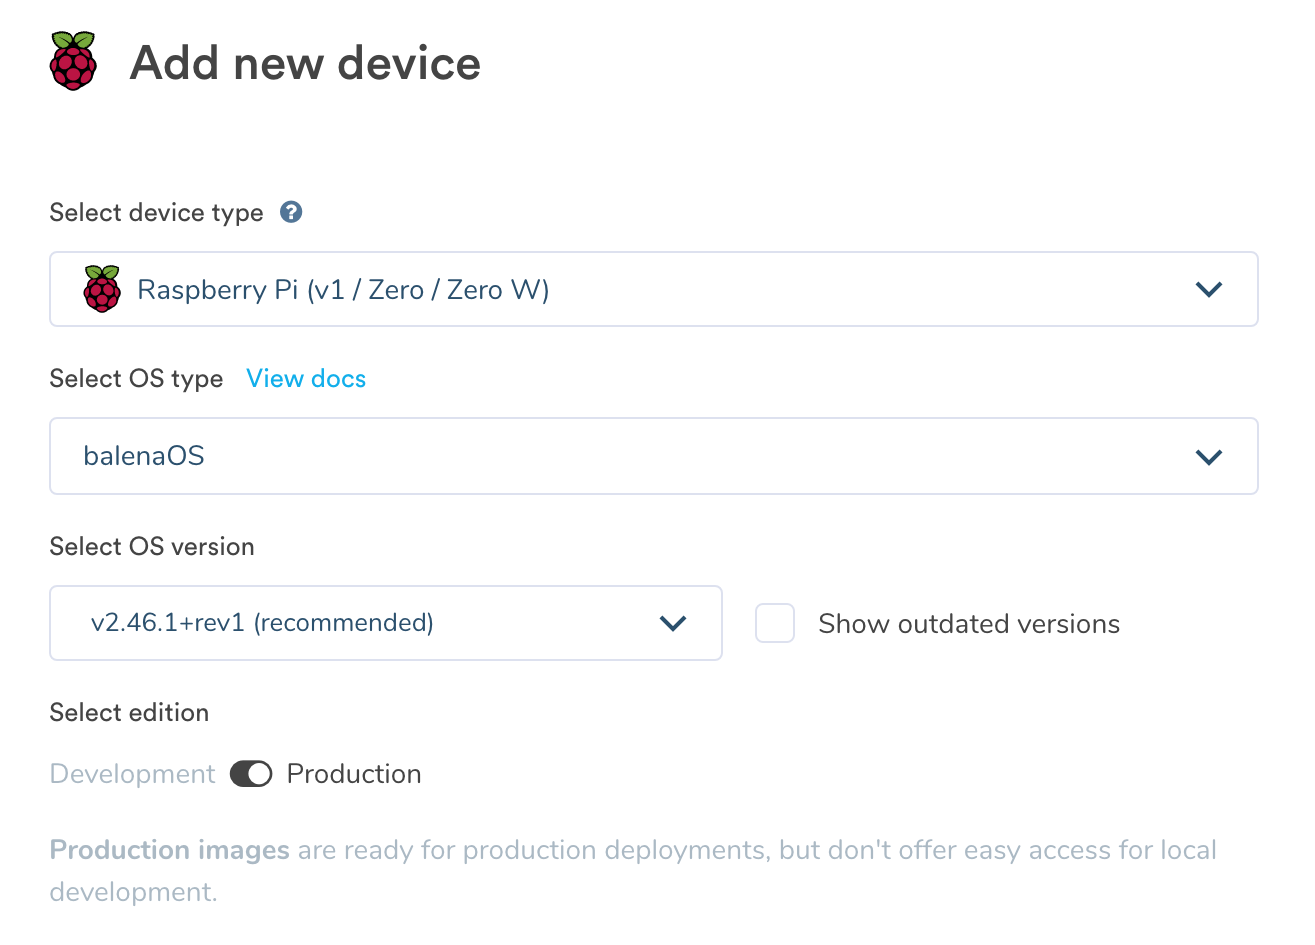 Add new device
Select device type
Raspberry Pi (v1 / Zero / Zero W)
Select OS type View docs
balenaOS
Select OS version
v2.46.1+rev1 (recommended)
Show outdated versions
Select edition
Development Production
Production images are ready for production deployments, but don't offer easy access for local
development.